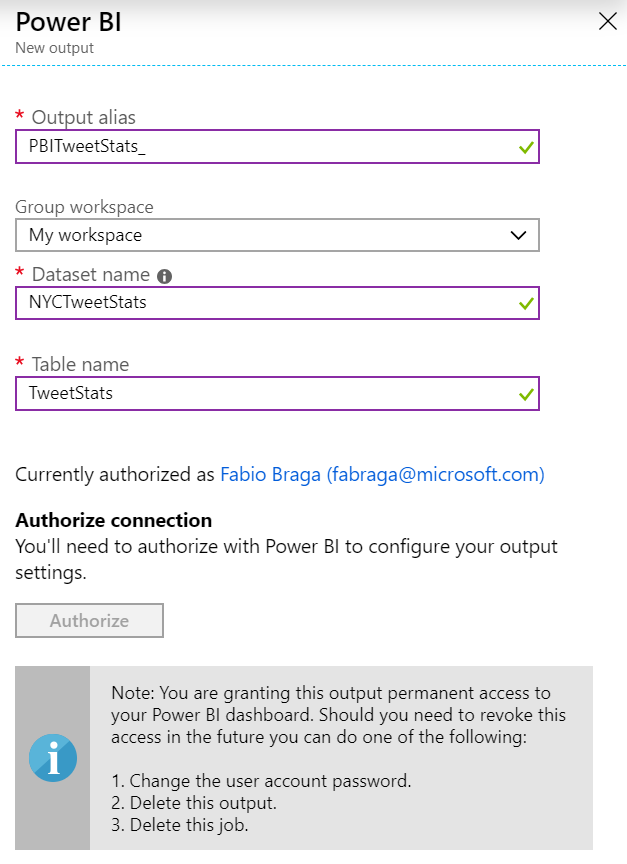 Power BI
New output
* Output alias
PBITweetStats_
Group workspace
My workspace
* Dataset name
NYCTweetStats
* Table name
TweetStats
Currently authorized as Fabio Braga (fabraga@microsoft.com)
Authorize connection
You'll need to authorize with Power BI to configure your output
settings.
Authorize
Note: You are granting this output permanent access to
your Power BI dashboard. Should you need to revoke this
access in the future you can do one of the following:
1. Change the user account password.
2. Delete this output.
3. Delete this job.